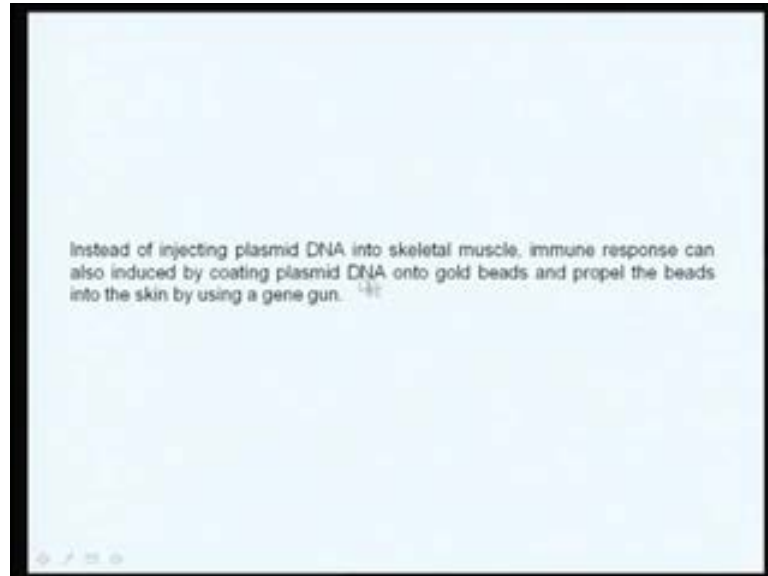 Instead of injecting plasmid DNA into skeletal muscle, immune response can
also induced by coating plasmid DNA onto gold beads and propel the beads
into the skin by using a gene gun.